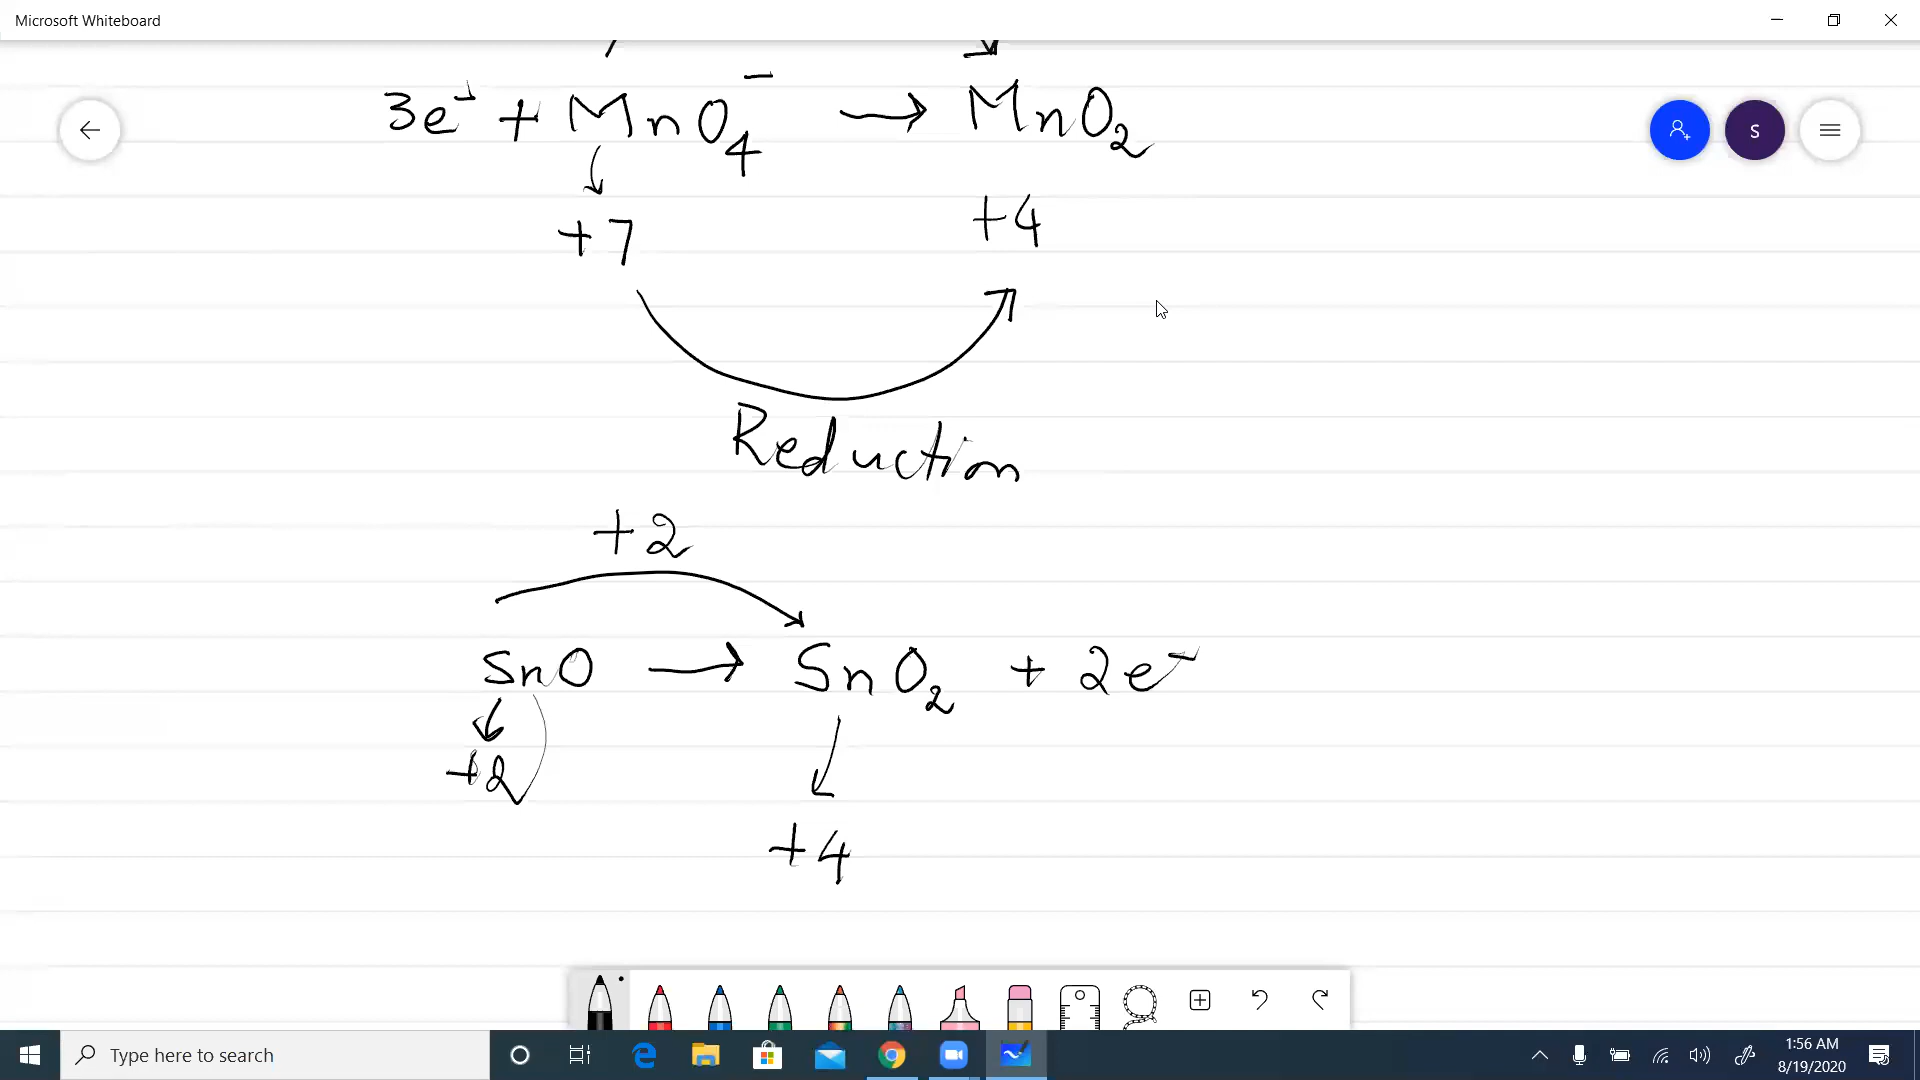 Microsoft Whiteboard
3e⁻ + MnO₄⁻ → MnO₂
S
+7 +4
Reduction
+2
SnO → SnO₂ + 2e⁻
+2
+4
Type here to search
1:56 AM
8/19/2020